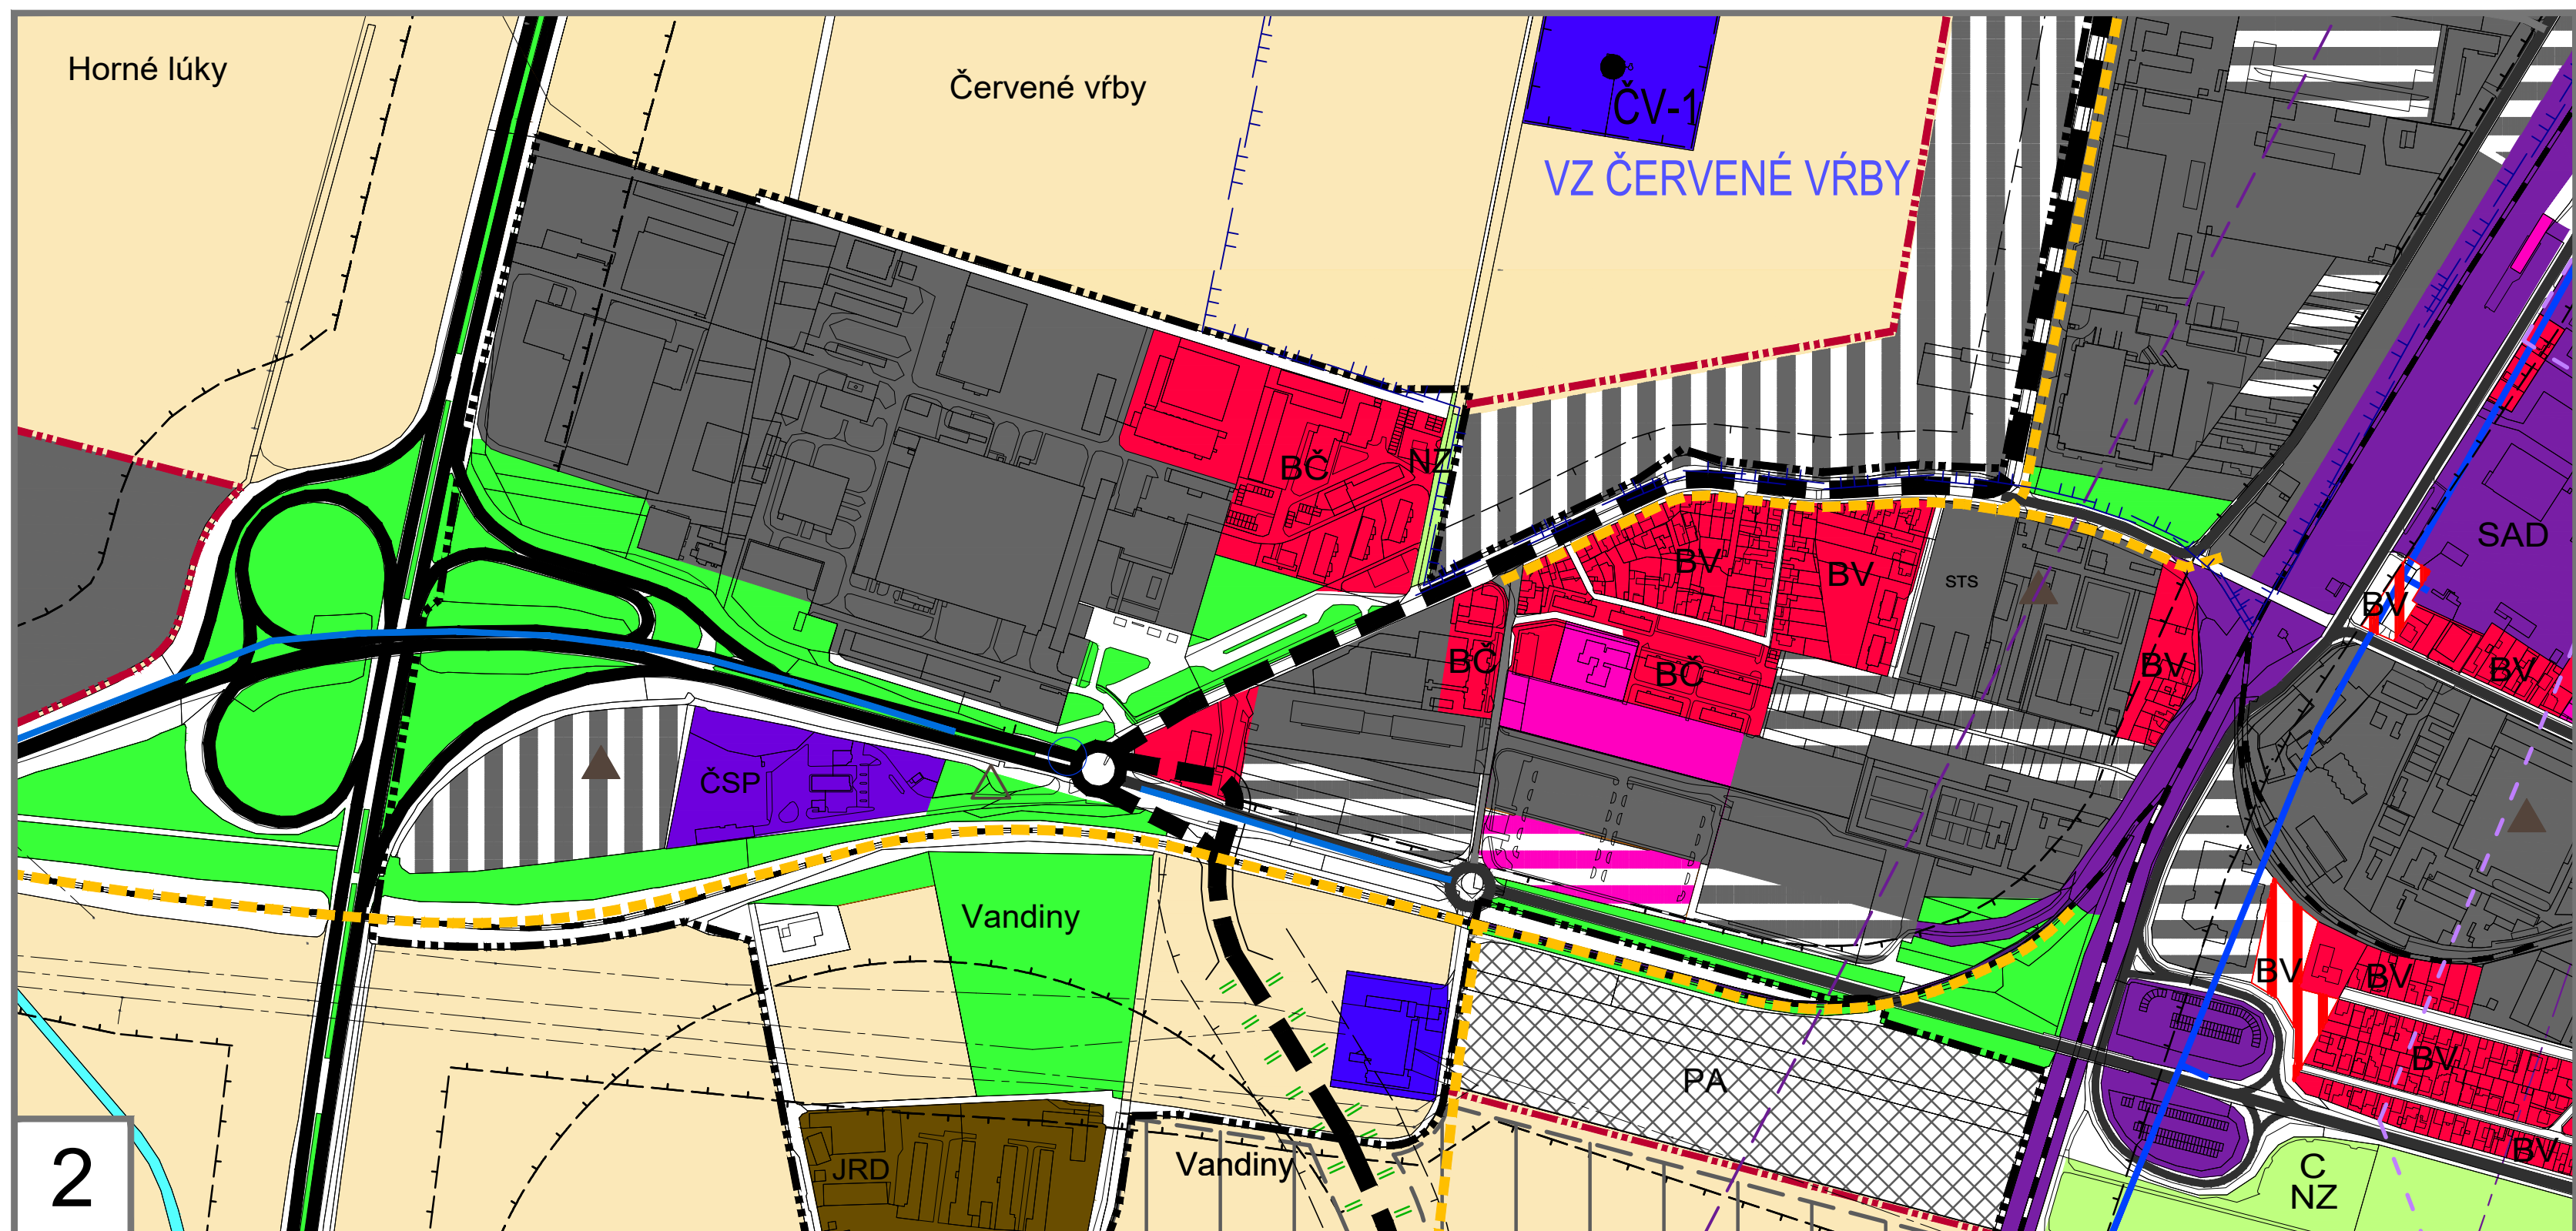 Horné lúky
Červené vŕby
ČV-1
VZ ČERVENÉ VŔBY
BČ
NZ
SAD
BV
BV
STS
BV
BČ
BČ
BV
BV
ČSP
Vandiny
BV
BV
BV
PA
BV
JRD
Vandiny
C
NZ
2